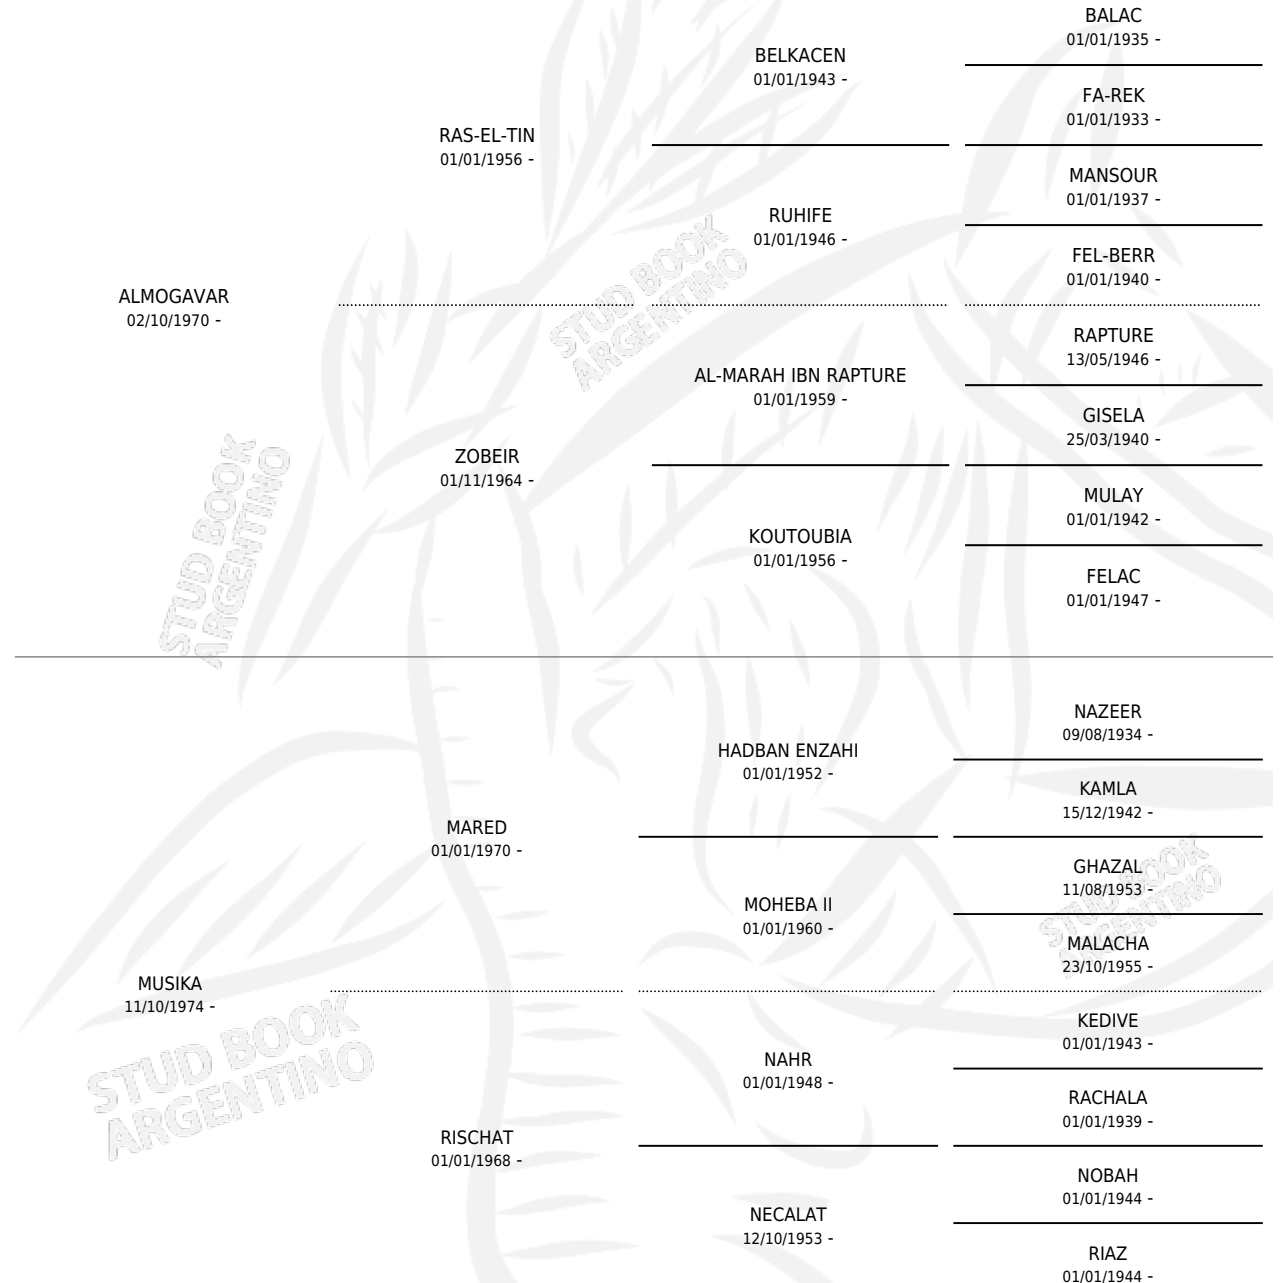 BALAC
01/01/1935 -
BELKACEN
01/01/1943 -
FA-REK
01/01/1933 -
RAS-EL-TIN
01/01/1956 -
MANSOUR
01/01/1937 -
RUHIFE
01/01/1946 -
FEL-BERR
01/01/1940 -
ALMOGAVAR
02/10/1970 -
RAPTURE
13/05/1946 -
AL-MARAH IBN RAPTURE
01/01/1959 -
GISELA
25/03/1940 -
ZOBEIR
01/11/1964 -
MULAY
01/01/1942 -
KOUTOUBIA
01/01/1956 -
FELAC
01/01/1947 -
NAZEER
09/08/1934 -
HADBAN ENZAHI
01/01/1952 -
KAMLA
15/12/1942 -
MARED
01/01/1970 -
GHAZAL
11/08/1953 -
MOHEBA II
01/01/1960 -
MALACHA
23/10/1955 -
MUSIKA
11/10/1974 -
KEDIVE
01/01/1943 -
NAHR
01/01/1948 -
RACHALA
01/01/1939 -
RISCHAT
01/01/1968 -
NOBAH
01/01/1944 -
NECALAT
12/10/1953 -
RIAZ
01/01/1944 -
STUD BOOK
ARGENTINO
STUD BOOK
ARGENTINO
STUD BOOK
ARGENTINO
STUD BOOK
ARGENTINO